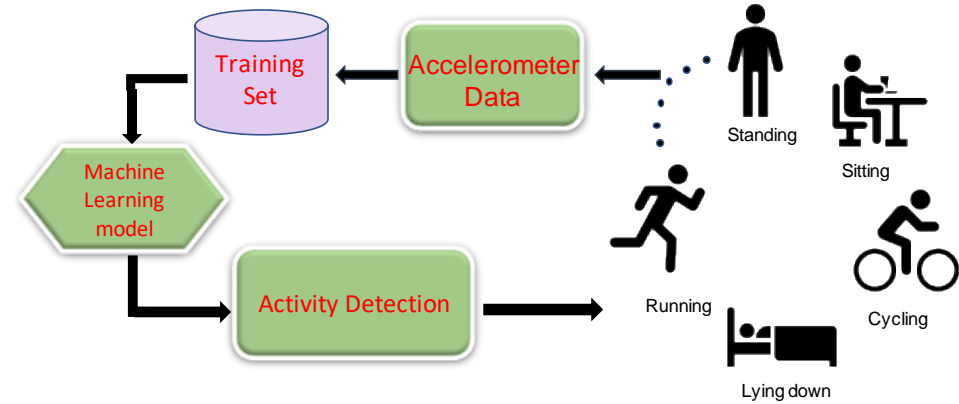 Training
Set
Accelerometer
Data
Standing
Sitting
Machine
Learning
model
Activity Detection
Running
Cycling
Lying down